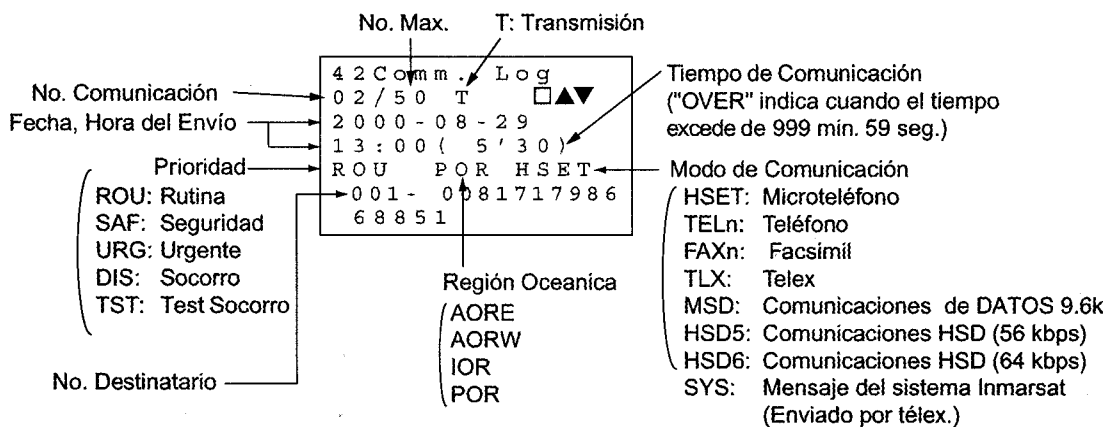 No. Max.
T: Transmisión
42Comm. Log
02/50 T □▲▼
2000-08-29
13:00( 5'30)
ROU POR HSET
001- 0081717986
68851
No. Comunicación
Fecha, Hora del Envío
Prioridad
ROU: Rutina
SAF: Seguridad
URG: Urgente
DIS: Socorro
TST: Test Socorro
No. Destinatario
Región Oceaníca
AORE
AORW
IOR
POR
Tiempo de Comunicación
("OVER" indica cuando el tiempo
excede de 999 mín. 59 seg.)
Modo de Comunicación
HSET: Microteléfono
TELn: Teléfono
FAXn: Facsímil
TLX: Telex
MSD: Comunicaciones de DATOS 9.6k
HSD5: Comunicaciones HSD (56 kbps)
HSD6: Comunicaciones HSD (64 kbps)
SYS: Mensaje del sistema Inmarsat
(Enviado por télex.)